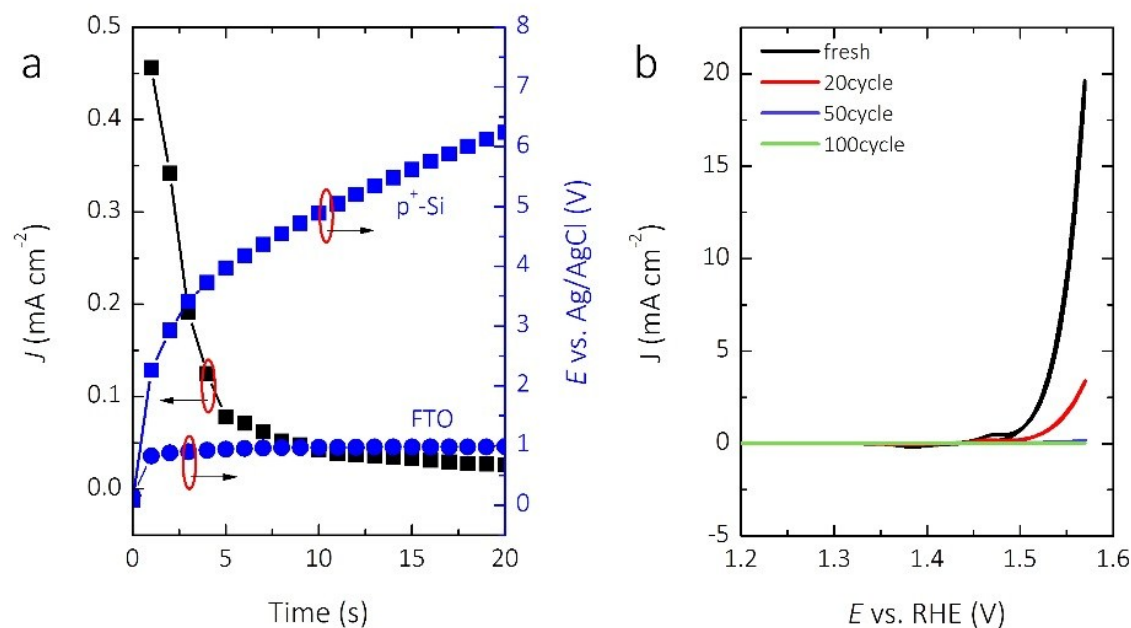 a
0.5
0.4
0.3
0.2
0.1
0.0
J (mA cm⁻²)
0
5
10
15
20
Time (s)
8
7
6
5
4
3
2
1
0
E vs. Ag/AgCl (V)
p⁺-Si
FTO
b
fresh
20cycle
50cycle
100cycle
20
15
10
5
0
-5
J (mA cm⁻²)
1.2
1.3
1.4
1.5
1.6
E vs. RHE (V)